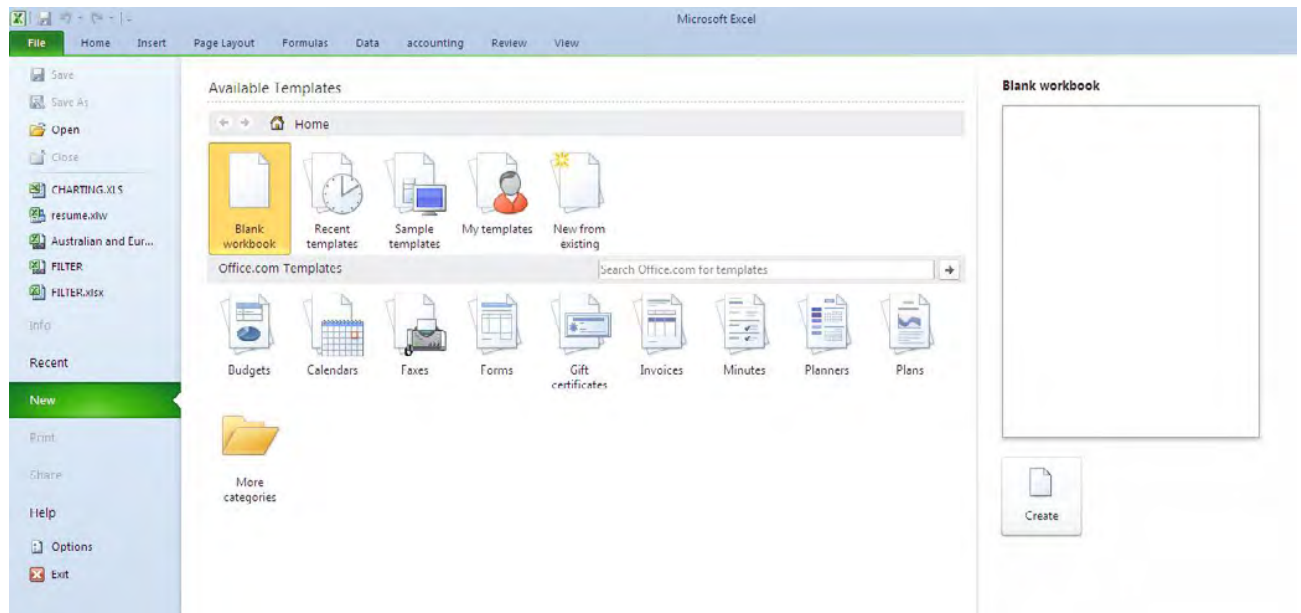 Microsoft Excel
File Home Insert Page Layout Formulas Data accounting Review View
Save
Save As
Open
Close
CHARTING.XLS
resume.xlw
Australian and Eur...
FILTER
FILTER.xlsx
Info
Recent
New
Print
Share
Help
Options
Exit
Available Templates
Home
Blank workbook
Recent templates
Sample templates
My templates
New from existing
Office.com Templates
Search Office.com for templates
Budgets
Calendars
Faxes
Forms
Gift certificates
Invoices
Minutes
Planners
Plans
More categories
Blank workbook
Create